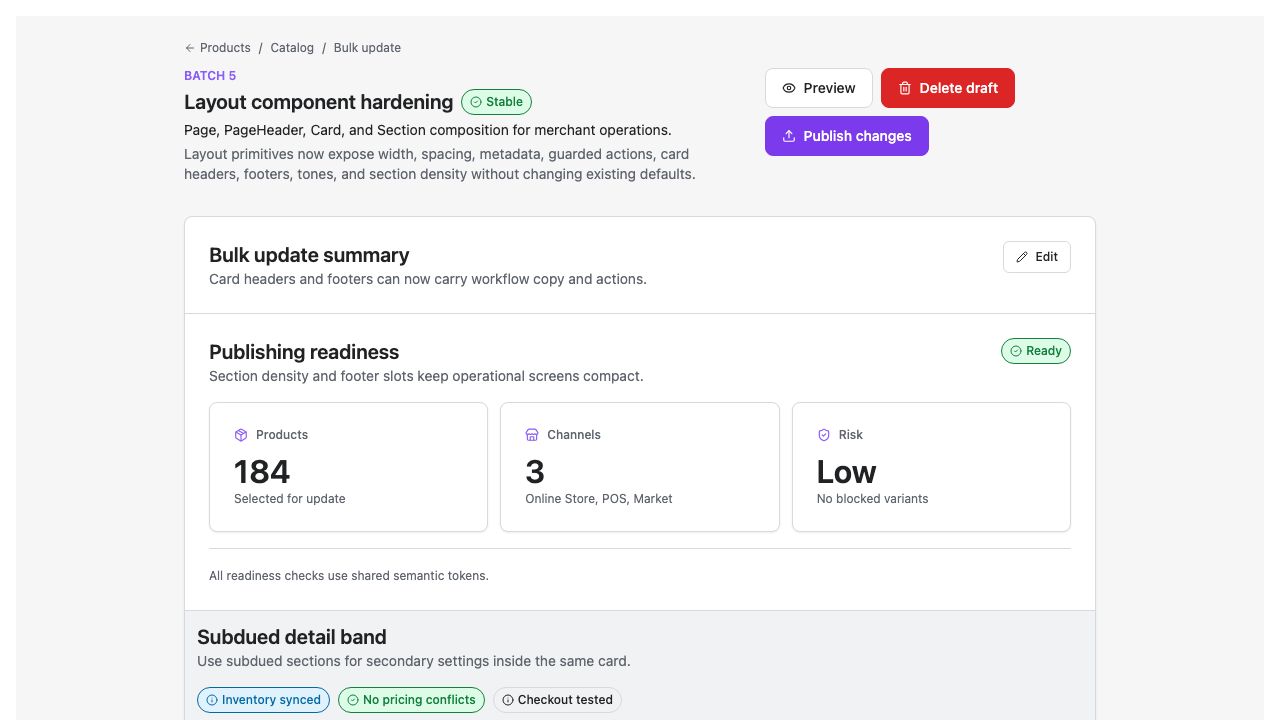 Products / Catalog / Bulk update
BATCH 5
Layout component hardening Stable
Page, PageHeader, Card, and Section composition for merchant operations.
Layout primitives now expose width, spacing, metadata, guarded actions, card
headers, footers, tones, and section density without changing existing defaults.
Preview Delete draft
Publish changes
Bulk update summary
Card headers and footers can now carry workflow copy and actions.
Edit
Publishing readiness
Section density and footer slots keep operational screens compact.
Ready
Products
184
Selected for update
Channels
3
Online Store, POS, Market
Risk
Low
No blocked variants
All readiness checks use shared semantic tokens.
Subdued detail band
Use subdued sections for secondary settings inside the same card.
Inventory synced No pricing conflicts Checkout tested